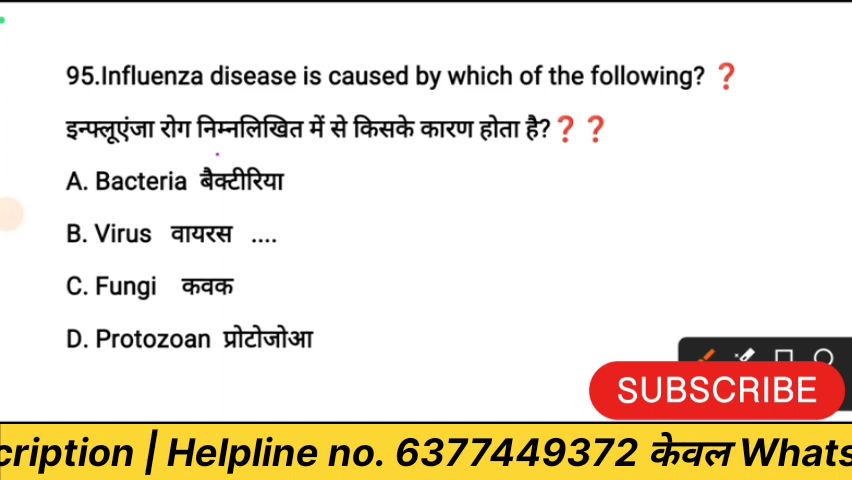 95.Influenza disease is caused by which of the following? ❓
इन्फ्लूएंजा रोग निम्नलिखित में से किसके कारण होता है?❓❓
A. Bacteria बैक्टीरिया
B. Virus वायरस ....
C. Fungi कवक
D. Protozoan प्रोटोजोआ
SUBSCRIBE
cription | Helpline no. 6377449372 केवल Whats